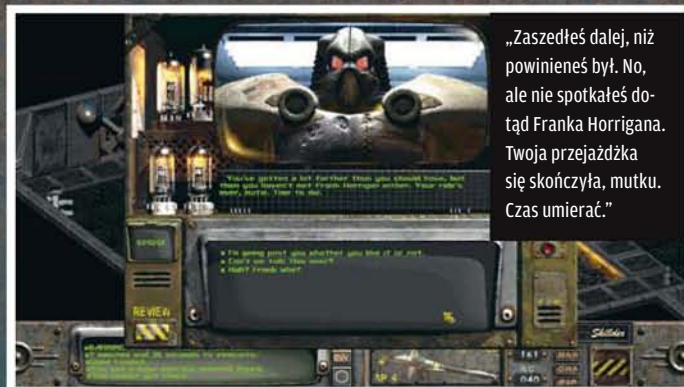 „Zaszedłeś dalej, niż
powinieneś był. No,
ale nie spotkałeś do-
tąd Franka Horrigana.
Twoja przejażdżka
się skończyła, mutku.
Czas umierać.”
You've gotten a lot farther than you should have, but
then you haven't met Frank Horrigan either. Your ride's
over, mutie. Time to die.
I'm going past you whether you like it or not.
Can't we talk this over?
Huh? Frank who?
REVIEW
INV
Skilldex